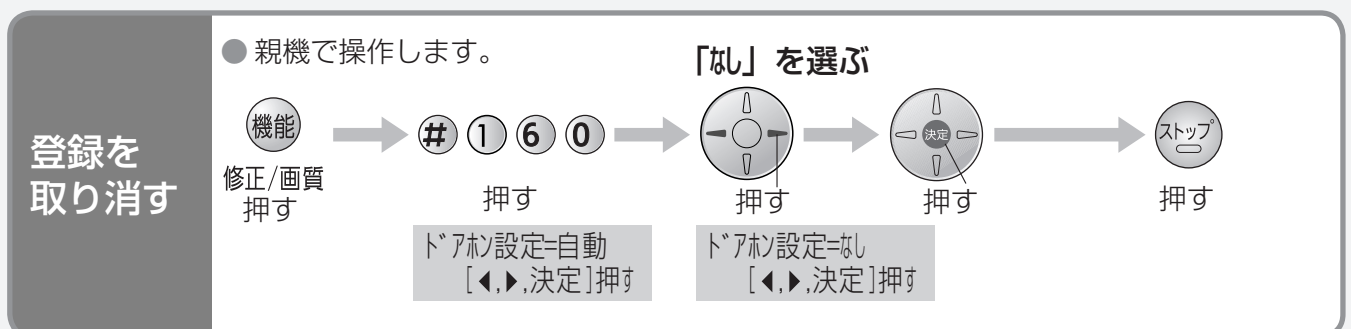 登録を
取り消す
● 親機で操作します。
「なし」を選ぶ
機能
修正/画質
押す
#160
押す
ドアホン設定=自動
[◀,▶,決定]押す
押す
ドアホン設定=なし
[◀,▶,決定]押す
決定
押す
ストップ
押す